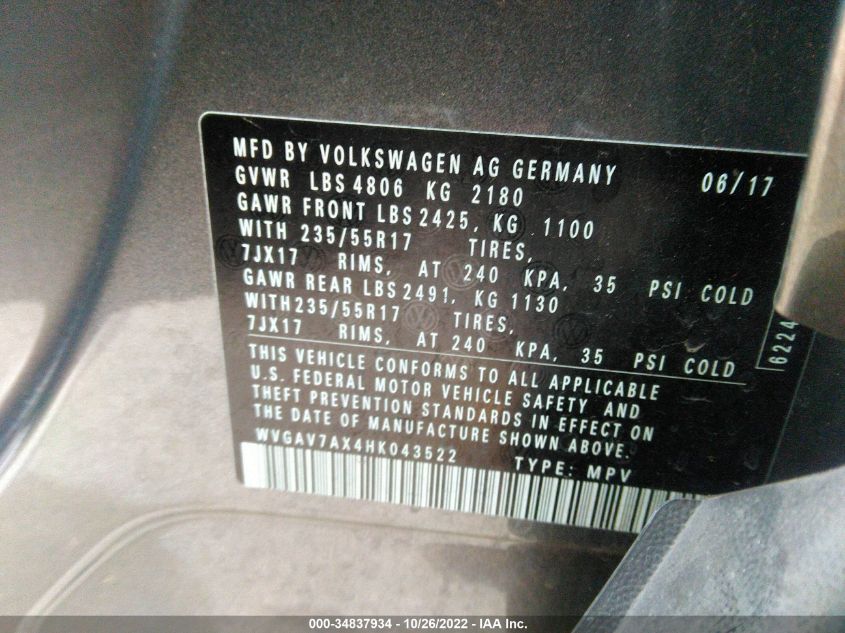 MFD BY VOLKSWAGEN AG GERMANY 06/17
GVWR LBS 4806 KG 2180
GAWR FRONT LBS 2425, KG 1100
WITH 235/55R17 TIRES,
7JX17 RIMS, AT 240 KPA, 35 PSI COLD
GAWR REAR LBS 2491, KG 1130
WITH 235/55R17 TIRES,
7JX17 RIMS, AT 240 KPA, 35 PSI COLD
6224
THIS VEHICLE CONFORMS TO ALL APPLICABLE
U.S. FEDERAL MOTOR VEHICLE SAFETY AND
THEFT PREVENTION STANDARDS IN EFFECT ON
THE DATE OF MANUFACTURE SHOWN ABOVE.
WVGAV7AX4HK043522 TYPE: MPV
000-34837934 - 10/26/2022 - IAA Inc.